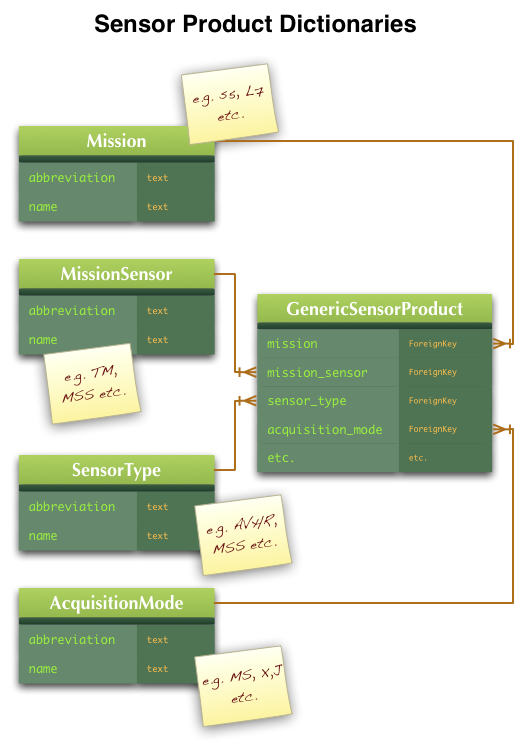 Sensor Product Dictionaries
e.g. S5, L7
etc.
Mission
abbreviation text
name text
MissionSensor
abbreviation text
name text
e.g. TM,
MSS etc.
GenericSensorProduct
mission ForeignKey
mission_sensor ForeignKey
sensor_type ForeignKey
acquisition_mode ForeignKey
etc. etc.
SensorType
abbreviation text
name text
e.g. AVHR,
MSS etc.
AcquisitionMode
abbreviation text
name text
e.g. MS, X,J
etc.